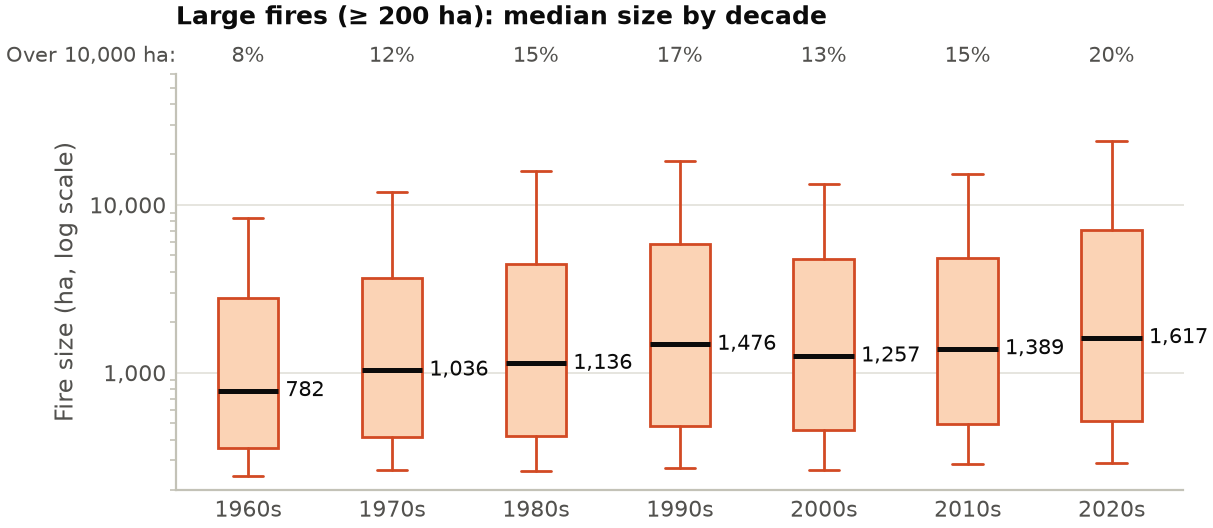 Large fires (≥ 200 ha): median size by decade
Over 10,000 ha: 8% 12% 15% 17% 13% 15% 20%
Fire size (ha, log scale)
10,000
1,000
782
1,036
1,136
1,476
1,257
1,389
1,617
1960s 1970s 1980s 1990s 2000s 2010s 2020s